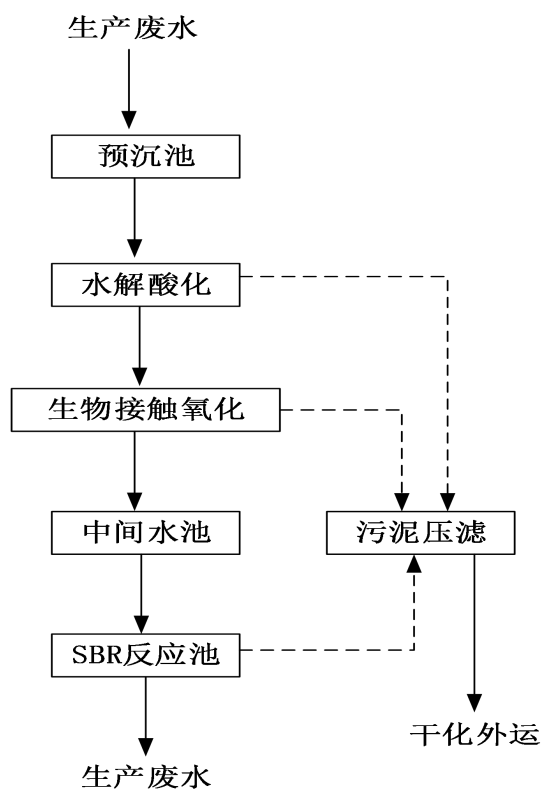 生产废水
预沉池
水解酸化
生物接触氧化
中间水池
污泥压滤
SBR反应池
干化外运
生产废水